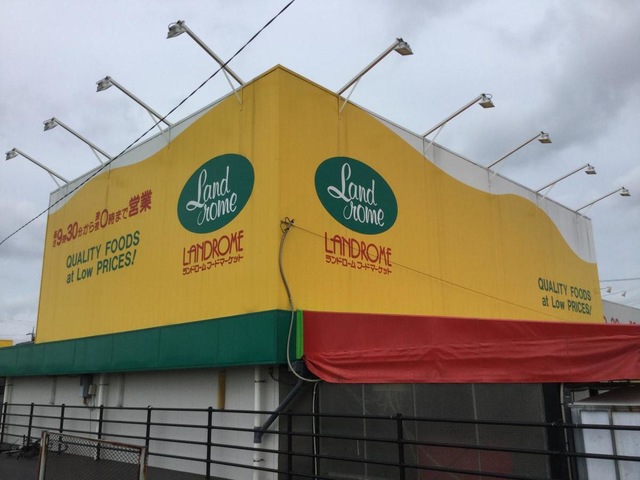 朝9時30分から夜0時まで営業
QUALITY FOODS
at Low PRICES!
Land
rome
LANDROME
ランドローム フードマーケット
Land
rome
LANDROME
ランドローム フードマーケット
QUALITY FOODS
at Low PRICES!